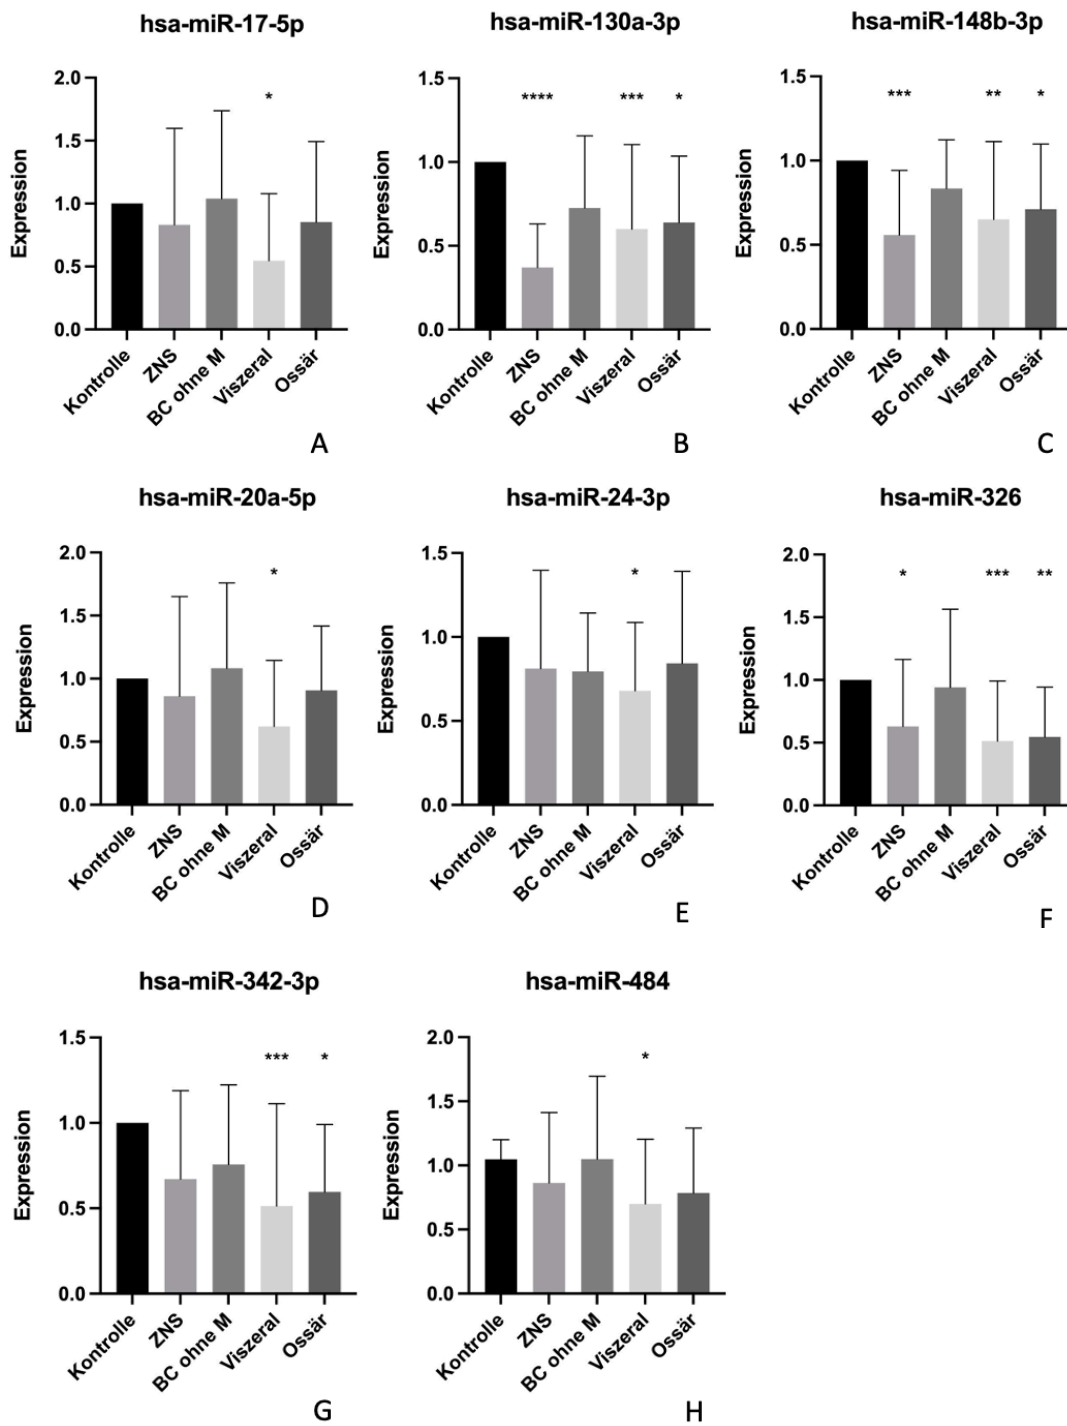 hsa-miR-17-5p
*
2.0
1.5
1.0
0.5
0.0
Expression
Kontrolle
ZNS
BC ohne M
Viszeral
Ossär
A
hsa-miR-130a-3p
**** *** *
1.5
1.0
0.5
0.0
Expression
Kontrolle
ZNS
BC ohne M
Viszeral
Ossär
B
hsa-miR-148b-3p
*** ** *
1.5
1.0
0.5
0.0
Expression
Kontrolle
ZNS
BC ohne M
Viszeral
Ossär
C
hsa-miR-20a-5p
*
2.0
1.5
1.0
0.5
0.0
Expression
Kontrolle
ZNS
BC ohne M
Viszeral
Ossär
D
hsa-miR-24-3p
*
1.5
1.0
0.5
0.0
Expression
Kontrolle
ZNS
BC ohne M
Viszeral
Ossär
E
hsa-miR-326
* *** **
2.0
1.5
1.0
0.5
0.0
Expression
Kontrolle
ZNS
BC ohne M
Viszeral
Ossär
F
hsa-miR-342-3p
*** *
1.5
1.0
0.5
0.0
Expression
Kontrolle
ZNS
BC ohne M
Viszeral
Ossär
G
hsa-miR-484
*
2.0
1.5
1.0
0.5
0.0
Expression
Kontrolle
ZNS
BC ohne M
Viszeral
Ossär
H